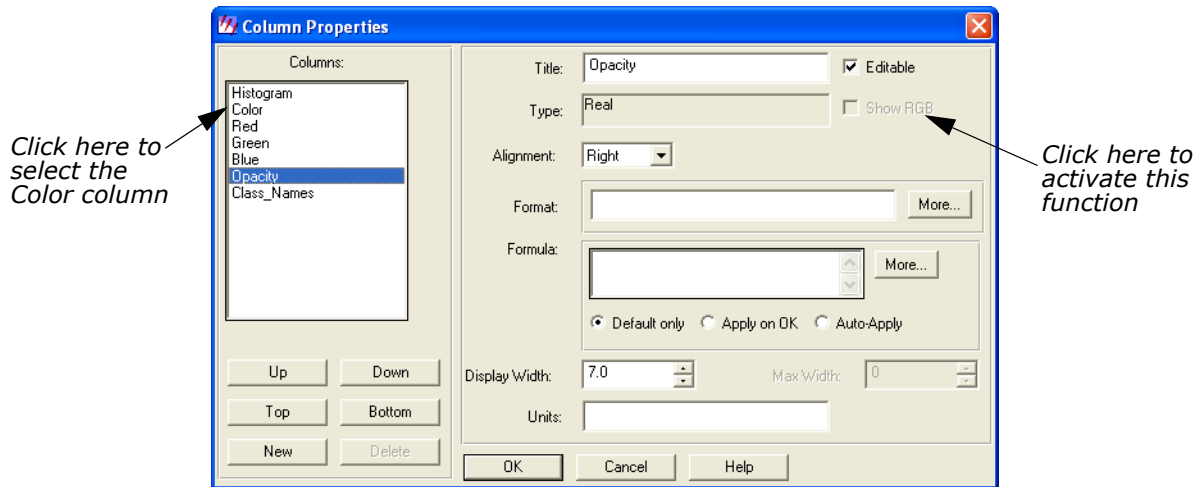 Column Properties
Columns:
Histogram
Color
Red
Green
Blue
Opacity
Class_Names
Up
Down
Top
Bottom
New
Delete
Title:
Opacity
Editable
Type:
Real
Show RGB
Alignment:
Right
Format:
More...
Formula:
More...
Default only
Apply on OK
Auto-Apply
Display Width:
7.0
Max Width:
0
Units:
OK
Cancel
Help
Click here to
select the
Color column
Click here to
activate this
function